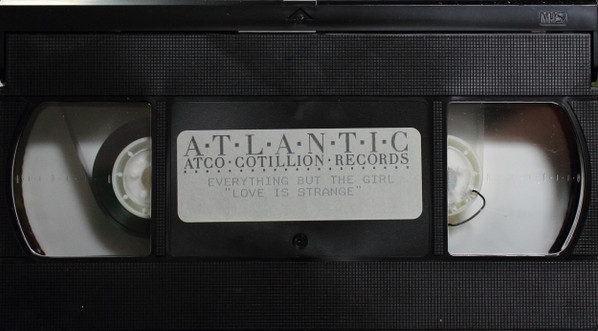 VHS
A·T·L·A·N·T·I·C
ATCO·COTILLION·RECORDS
EVERYTHING BUT THE GIRL
"LOVE IS STRANGE"